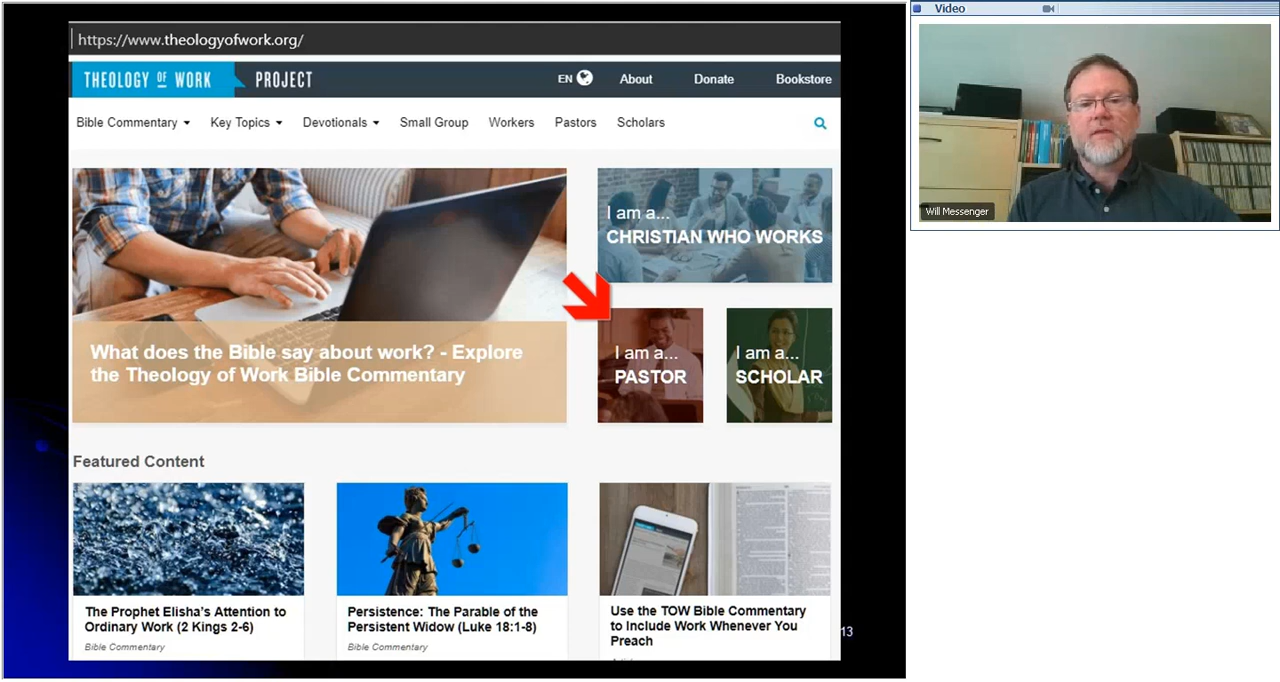 https://www.theologyofwork.org/
THEOLOGY OF WORK PROJECT
EN
About
Donate
Bookstore
Bible Commentary
Key Topics
Devotionals
Small Group
Workers
Pastors
Scholars
I am a...
CHRISTIAN WHO WORKS
What does the Bible say about work? - Explore
the Theology of Work Bible Commentary
I am a...
PASTOR
I am a...
SCHOLAR
Featured Content
The Prophet Elisha's Attention to
Ordinary Work (2 Kings 2-6)
Bible Commentary
Persistence: The Parable of the
Persistent Widow (Luke 18:1-8)
Bible Commentary
Use the TOW Bible Commentary
to Include Work Whenever You
Preach
13
Video
Will Messenger